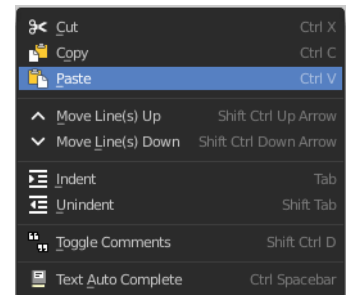 Cut Ctrl X
Copy Ctrl C
Paste Ctrl V
Move Line(s) Up Shift Ctrl Up Arrow
Move Line(s) Down Shift Ctrl Down Arrow
Indent Tab
Unindent Shift Tab
Toggle Comments Shift Ctrl D
Text Auto Complete Ctrl Spacebar